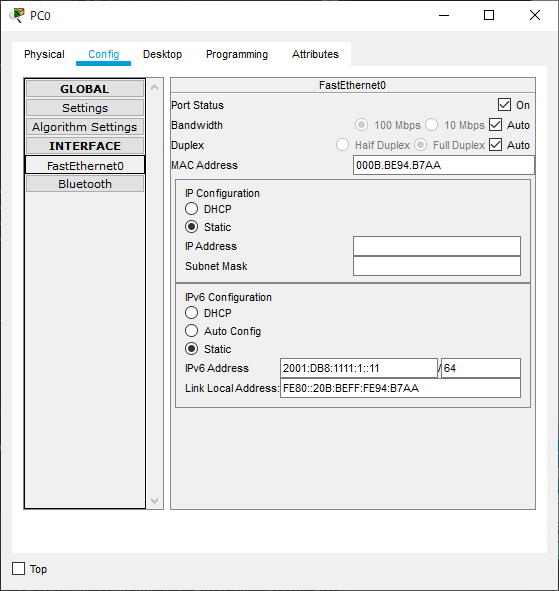 PC0
Physical Config Desktop Programming Attributes
GLOBAL
Settings
Algorithm Settings
INTERFACE
FastEthernet0
Bluetooth
FastEthernet0
Port Status On
Bandwidth 100 Mbps 10 Mbps Auto
Duplex Half Duplex Full Duplex Auto
MAC Address 000B.BE94.B7AA
IP Configuration
DHCP
Static
IP Address
Subnet Mask
IPv6 Configuration
DHCP
Auto Config
Static
IPv6 Address 2001:DB8:1111:1::11 / 64
Link Local Address: FE80::20B:BEFF:FE94:B7AA
Top